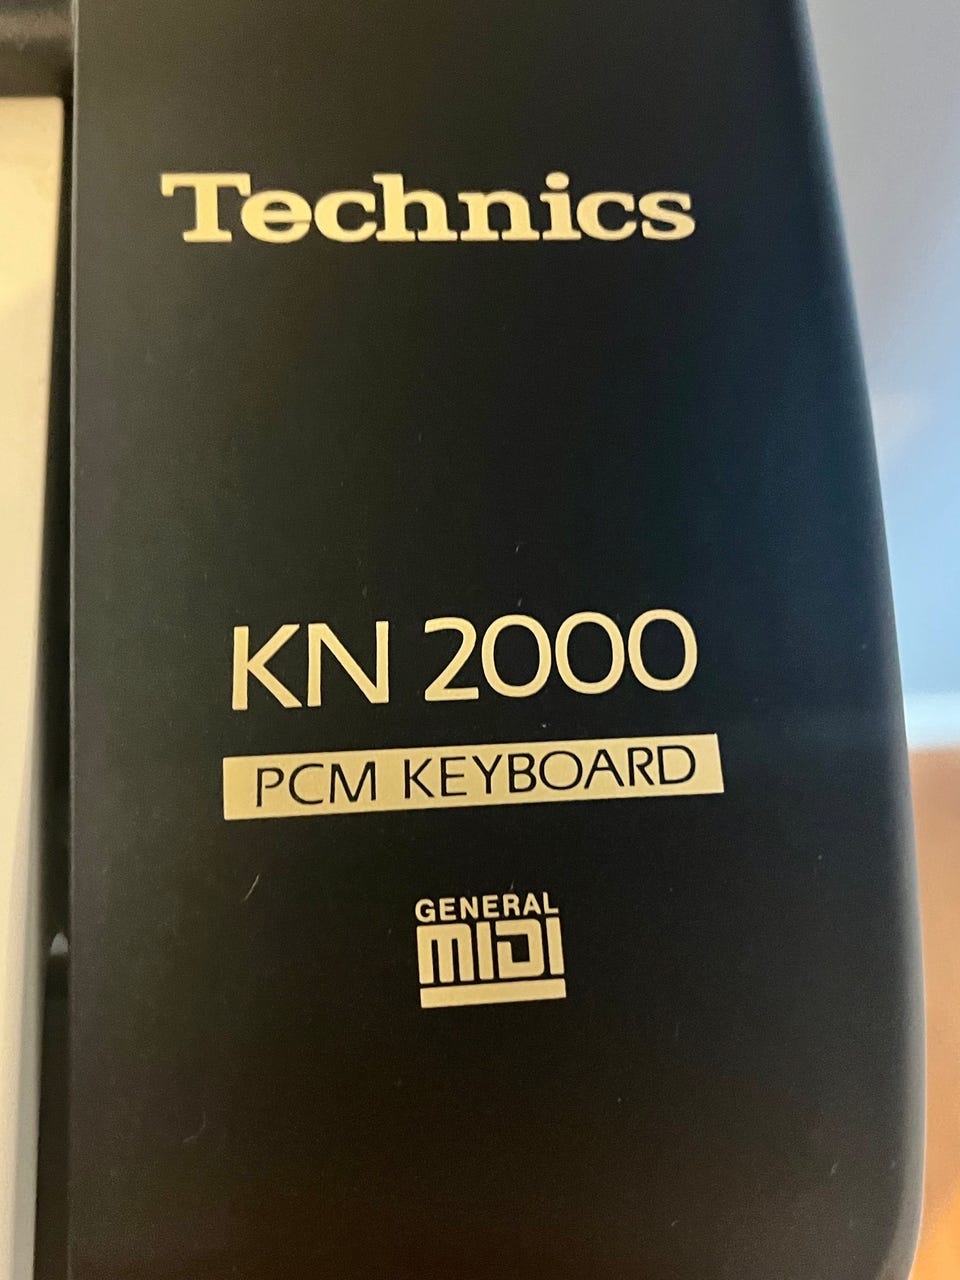 Technics
KN 2000
PCM KEYBOARD
GENERAL
MIDI